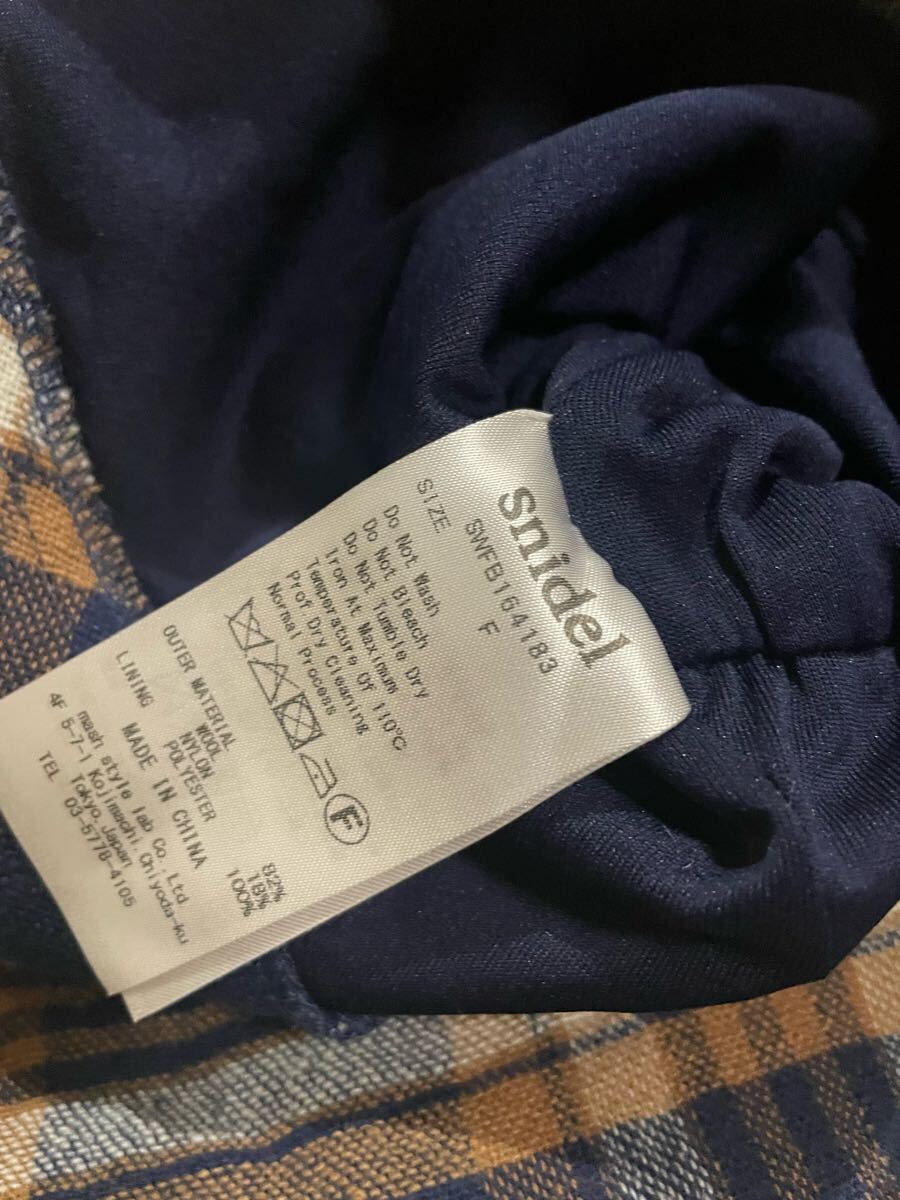 snidel
SWFB164183
SIZE F
Do Not Wash
Do Not Bleach
Do Not Tumble Dry
Iron At Maximum
Temperature Of 110℃
Prof Dry Cleaning
Normal Process
F
OUTER MATERIAL
WOOL 82%
NYLON 18%
LINING POLYESTER 100%
MADE IN CHINA
mash style lab Co., Ltd
4F 5-7-1 Kojimachi, Chiyoda-ku
Tokyo, Japan
TEL 03-5778-4105